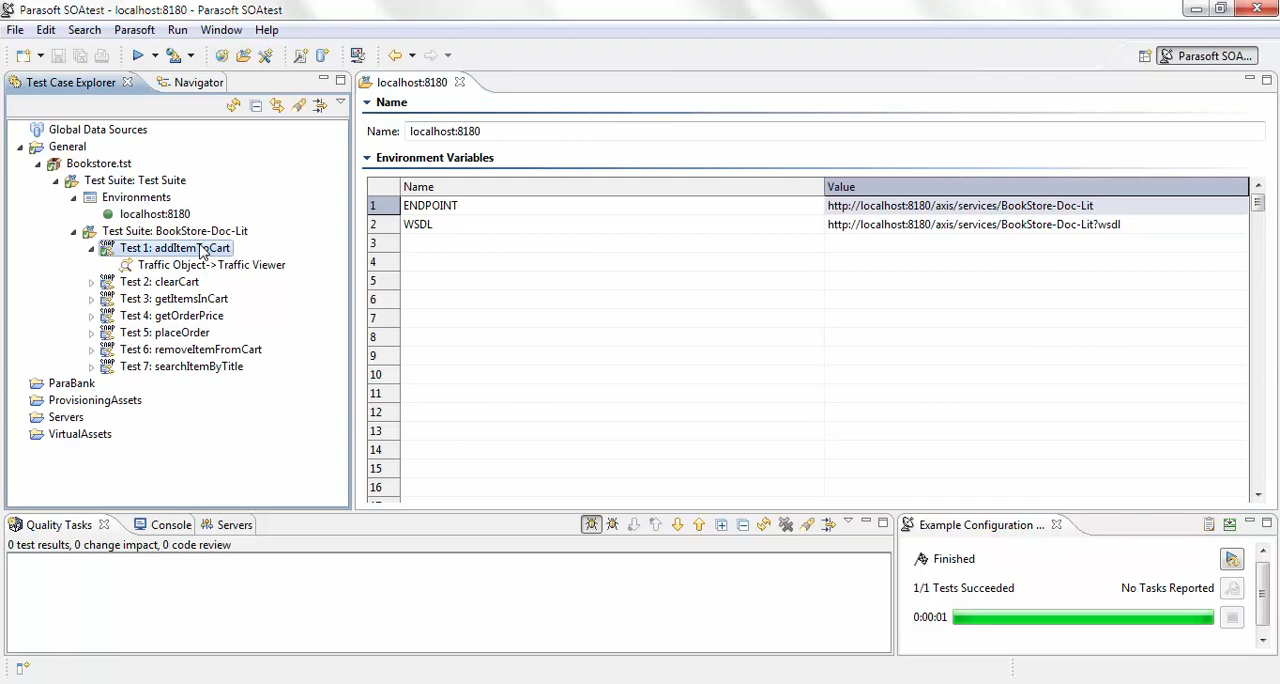 Parasoft SOAtest - localhost:8180 - Parasoft SOAtest
File Edit Search Parasoft Run Window Help
Parasoft SOA...
Test Case Explorer Navigator
Global Data Sources
General
Bookstore.tst
Test Suite: Test Suite
Environments
localhost:8180
Test Suite: BookStore-Doc-Lit
SOAP Test 1: addItemToCart
Traffic Object->Traffic Viewer
SOAP Test 2: clearCart
SOAP Test 3: getItemsInCart
SOAP Test 4: getOrderPrice
SOAP Test 5: placeOrder
SOAP Test 6: removeItemFromCart
SOAP Test 7: searchItemByTitle
ParaBank
ProvisioningAssets
Servers
VirtualAssets
localhost:8180
Name
Name: localhost:8180
Environment Variables
Name Value
1 ENDPOINT http://localhost:8180/axis/services/BookStore-Doc-Lit
2 WSDL http://localhost:8180/axis/services/BookStore-Doc-Lit?wsdl
3
4
5
6
7
8
9
10
11
12
13
14
15
16
Quality Tasks Console Servers
0 test results, 0 change impact, 0 code review
Example Configuration ...
Finished
1/1 Tests Succeeded No Tasks Reported
0:00:01